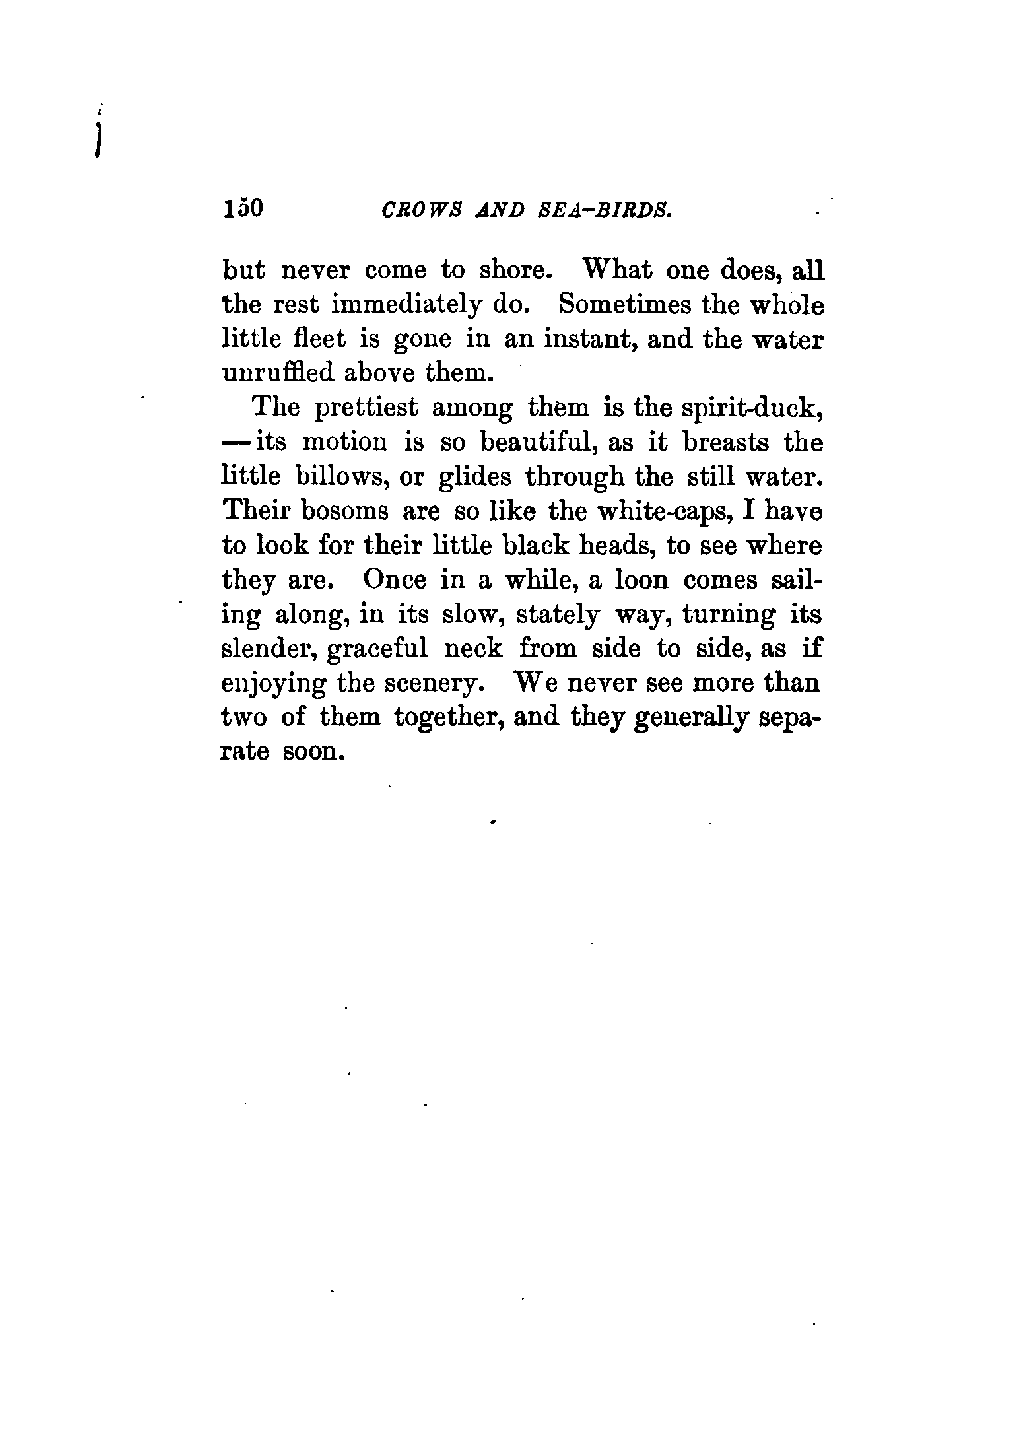 150 CROWS AND SEA-BIRDS.
but never come to shore. What one does, all
the rest immediately do. Sometimes the whole
little fleet is gone in an instant, and the water
unruffled above them.
The prettiest among them is the spirit-duck,
—its motion is so beautiful, as it breasts the
little billows, or glides through the still water.
Their bosoms are so like the white-caps, I have
to look for their little black heads, to see where
they are. Once in a while, a loon comes sail-
ing along, in its slow, stately way, turning its
slender, graceful neck from side to side, as if
enjoying the scenery. We never see more than
two of them together, and they generally sepa-
rate soon.